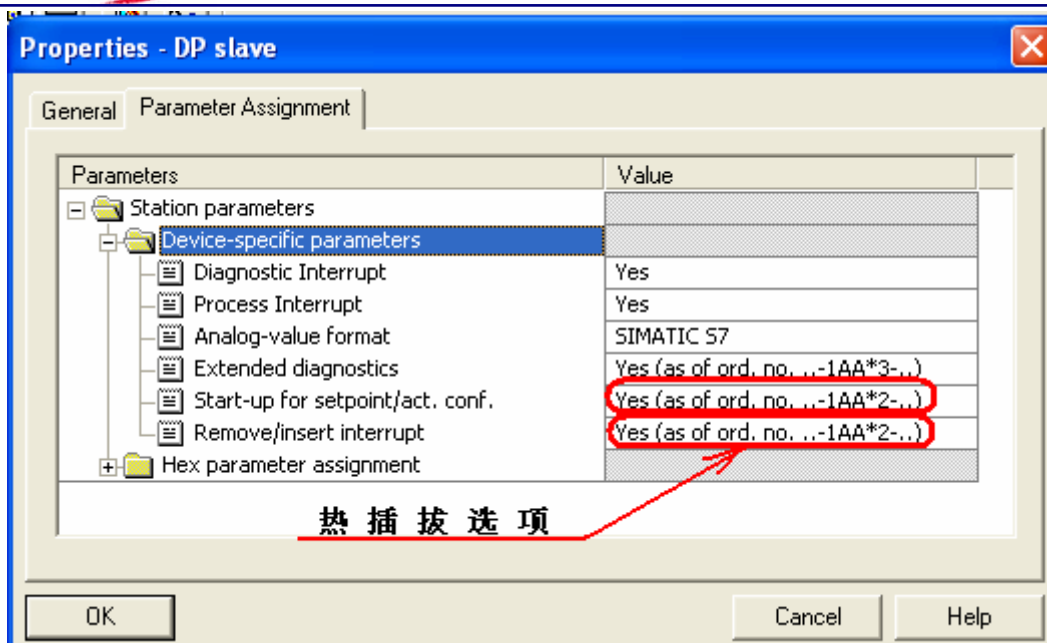 Properties - DP slave
General Parameter Assignment
Parameters Value
Station parameters
Device-specific parameters
Diagnostic Interrupt Yes
Process Interrupt Yes
Analog-value format SIMATIC S7
Extended diagnostics Yes (as of ord. no. ..-1AA*3-..)
Start-up for setpoint/act. conf. Yes (as of ord. no. ..-1AA*2-..)
Remove/insert interrupt Yes (as of ord. no. ..-1AA*2-..)
Hex parameter assignment
热插拔选项
OK Cancel Help